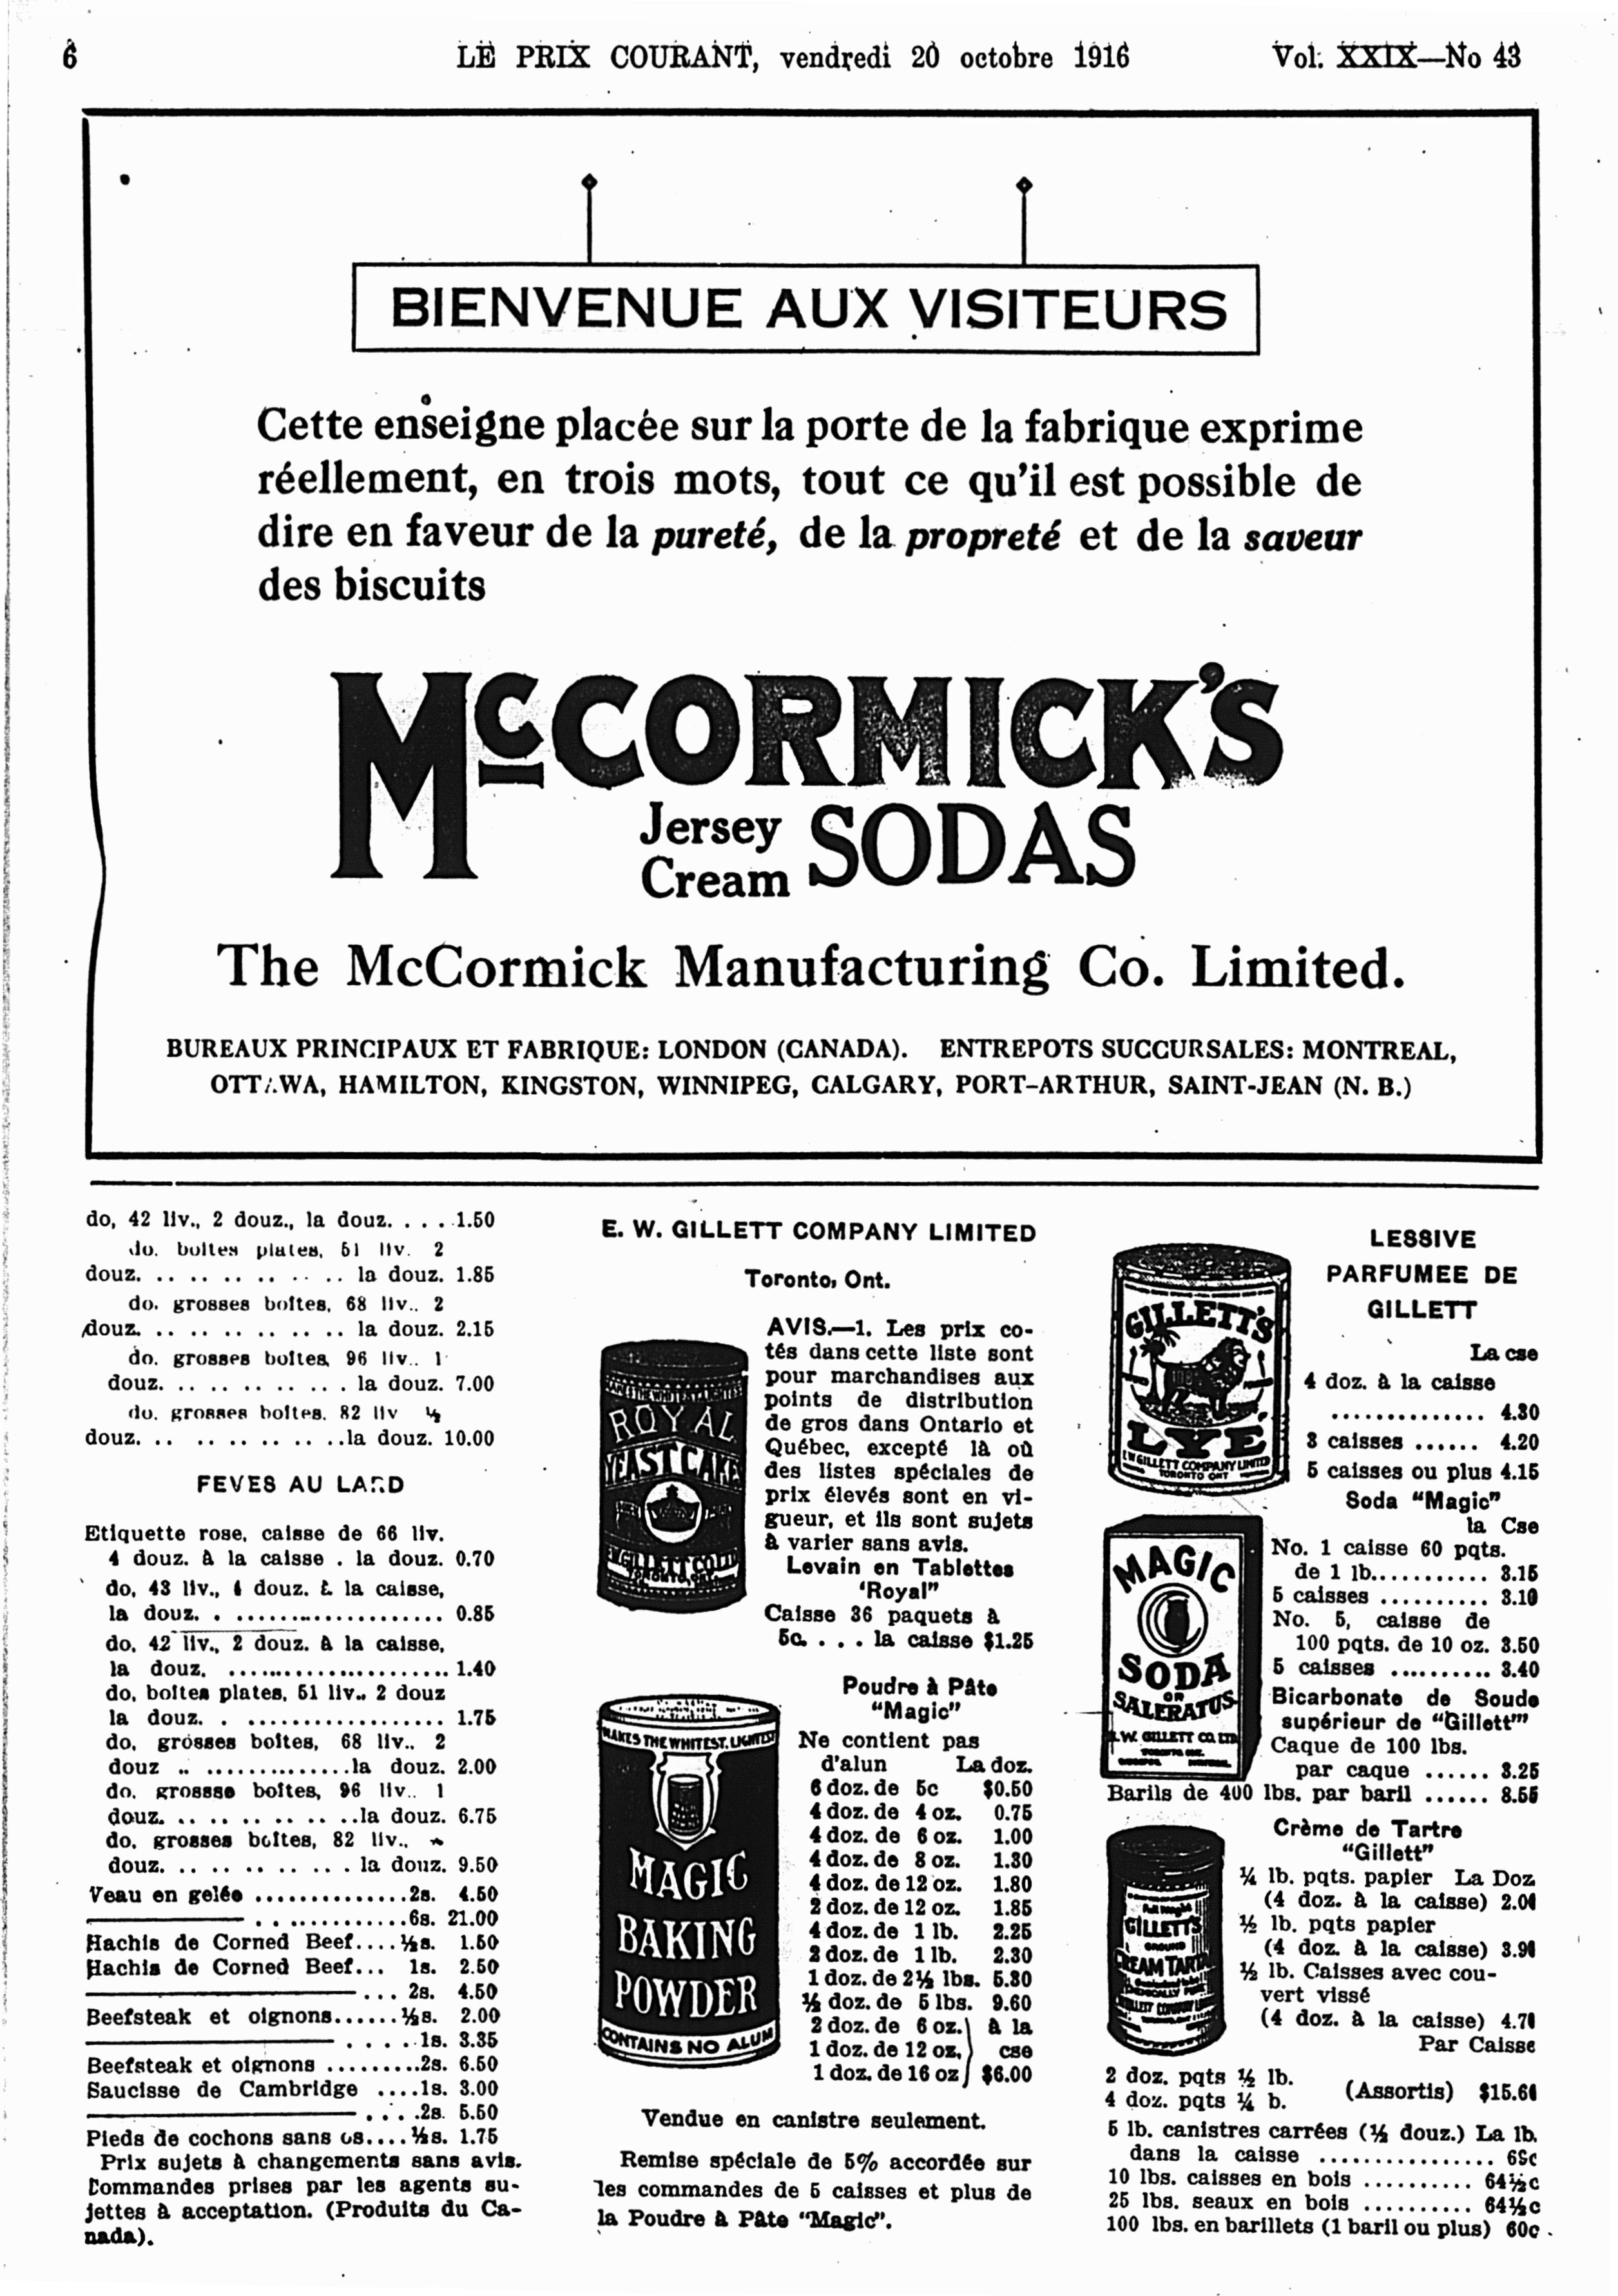 6
LE PRIX COURANT, vendredi 20 octobre 1916
Vol. XXIX—No 43
BIENVENUE AUX VISITEURS
Cette enseigne placée sur la porte de la fabrique exprime
réellement, en trois mots, tout ce qu'il est possible de
dire en faveur de la pureté, de la propreté et de la saveur
des biscuits
McCORMICK'S
Jersey
Cream
SODAS
The McCormick Manufacturing Co. Limited.
BUREAUX PRINCIPAUX ET FABRIQUE: LONDON (CANADA). ENTREPOTS SUCCURSALES: MONTREAL,
OTTAWA, HAMILTON, KINGSTON, WINNIPEG, CALGARY, PORT-ARTHUR, SAINT-JEAN (N. B.)
do, 42 liv., 2 douz., la douz. . . . .1.50
do. boîtes plates, 51 liv. 2
douz. .. .. .. .. .. .. la douz. 1.85
do. grosses boîtes, 68 liv.. 2
douz. .. .. .. .. .. .. la douz. 2.15
do. grosses boîtes, 96 liv.. 1
douz. .. .. .. .. .. . la douz. 7.00
do. grosses boîtes. 82 liv ½
douz. .. .. .. .. .. ..la douz. 10.00
FEVES AU LARD
Etiquette rose, caisse de 66 liv.
4 douz. à la caisse . la douz. 0.70
do, 43 liv., 4 douz. à la caisse,
la douz. . .................... 0.85
do, 42 liv., 2 douz. à la caisse,
la douz. ......................1.40
do, boîtes plates, 51 liv.. 2 douz
la douz. . .................. 1.75
do. grosses boîtes, 68 liv.. 2
douz .. ..............la douz. 2.00
do. grossse boîtes, 96 liv.. 1
douz. .. .. .. .. .. ..la douz. 6.75
do. grosses boîtes, 82 liv.,
douz. .. .. .. .. .. . la douz. 9.50
Veau en gelée ..............2s. 4.50
. .............6s. 21.00
Hachis de Corned Beef....½s. 1.50
Hachis de Corned Beef... 1s. 2.50
... 2s. 4.50
Beefsteak et oignons......½s. 2.00
. . . . .1s. 3.35
Beefsteak et oignons .........2s. 6.50
Saucisse de Cambridge ....1s. 3.00
. . . .2s. 5.50
Pieds de cochons sans os....½s. 1.75
Prix sujets à changements sans avis.
Commandes prises par les agents su-
jettes à acceptation. (Produits du Ca-
nada).
E. W. GILLETT COMPANY LIMITED
Toronto, Ont.
ROYAL
YEAST CAKES
E.W. GILLETT CO. LTD.
TORONTO, ONT.
AVIS.—1. Les prix co-
tés dans cette liste sont
pour marchandises aux
points de distribution
de gros dans Ontario et
Québec, excepté là où
des listes spéciales de
prix élevés sont en vi-
gueur, et ils sont sujets
à varier sans avis.
Levain en Tablettes
'Royal"
Caisse 36 paquets à
5c. . . . la caisse $1.25
MAKES THE WHITEST, LIGHTEST
MAGIC
BAKING
POWDER
CONTAINS NO ALUM
Poudre à Pâte
"Magic"
Ne contient pas
d'alun La doz.
6 doz. de 5c $0.50
4 doz. de 4 oz. 0.75
4 doz. de 6 oz. 1.00
4 doz. de 8 oz. 1.30
4 doz. de 12 oz. 1.80
2 doz. de 12 oz. 1.85
4 doz. de 1 lb. 2.25
2 doz. de 1 lb. 2.30
1 doz. de 2½ lbs. 5.30
½ doz. de 5 lbs. 9.60
2 doz. de 6 oz.) à la
1 doz. de 12 oz.} cse
1 doz. de 16 oz) $6.00
Vendue en canistre seulement.
Remise spéciale de 5% accordée sur
les commandes de 5 caisses et plus de
la Poudre à Pâte "Magic".
GILLETT'S
LYE
E.W. GILLETT COMPANY LIMITED
TORONTO ONT
LESSIVE
PARFUMEE DE
GILLETT
La cse
4 doz. à la caisse
.............. 4.30
3 caisses ...... 4.20
5 caisses ou plus 4.15
MAGIC
SODA
OR
SALERATUS
E.W. GILLETT CO. LTD
Soda "Magic"
la Cse
No. 1 caisse 60 pqts.
de 1 lb........... 3.15
5 caisses .......... 3.10
No. 5, caisse de
100 pqts. de 10 oz. 3.50
5 caisses .......... 3.40
Bicarbonate de Soude
supérieur de "Gillett"'
Caque de 100 lbs.
par caque ...... 3.25
Barils de 400 lbs. par baril ...... 8.55
GILLETT'S
GROUND
CREAM TARTAR
Crème de Tartre
"Gillett"
¼ lb. pqts. papier La Doz
(4 doz. à la caisse) 2.00
½ lb. pqts papier
(4 doz. à la caisse) 3.90
½ lb. Caisses avec cou-
vert vissé
(4 doz. à la caisse) 4.70
Par Caisse
2 doz. pqts ½ lb.
4 doz. pqts ¼ b.
(Assortis) $15.60
5 lb. canistres carrées (½ douz.) La lb.
dans la caisse ................
10 lbs. caisses en bois .......... 64½c
25 lbs. seaux en bois .......... 64½c
100 lbs. en barillets (1 baril ou plus) 60c